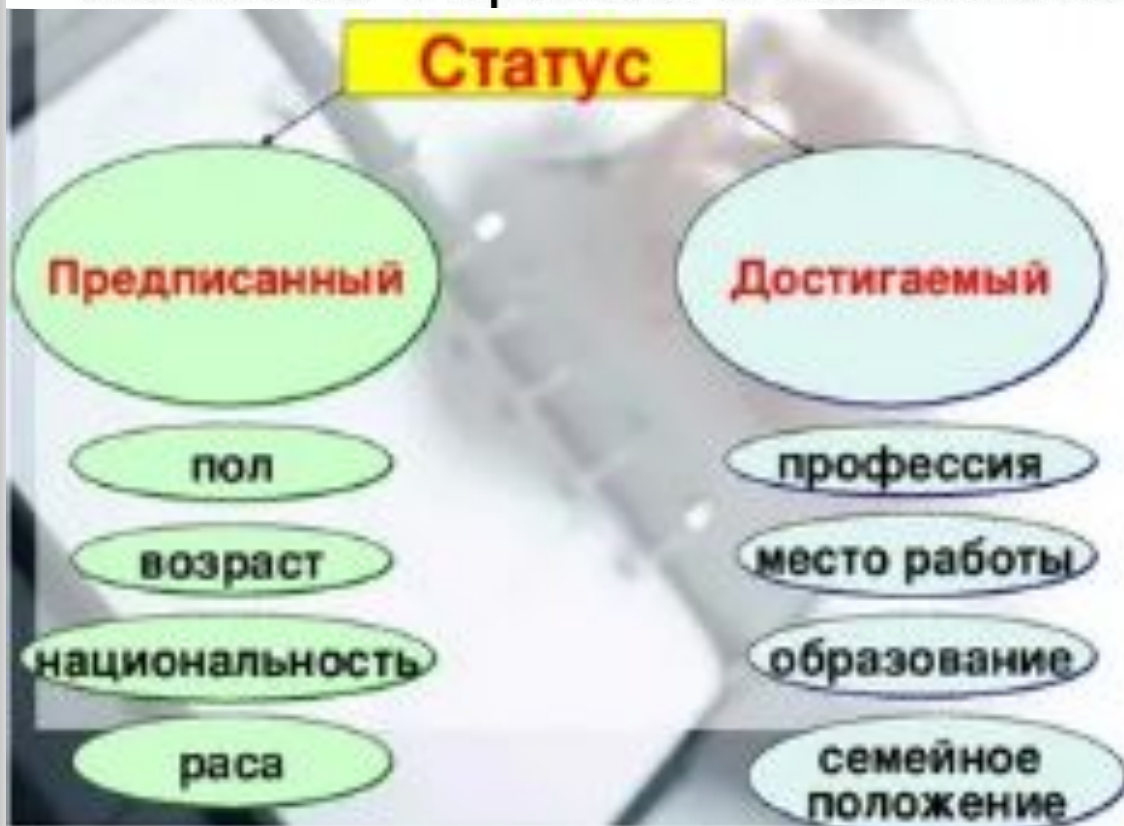 Статус
Предписанный
Достигаемый
пол
возраст
национальность
раса
профессия
место работы
образование
семейное
положение